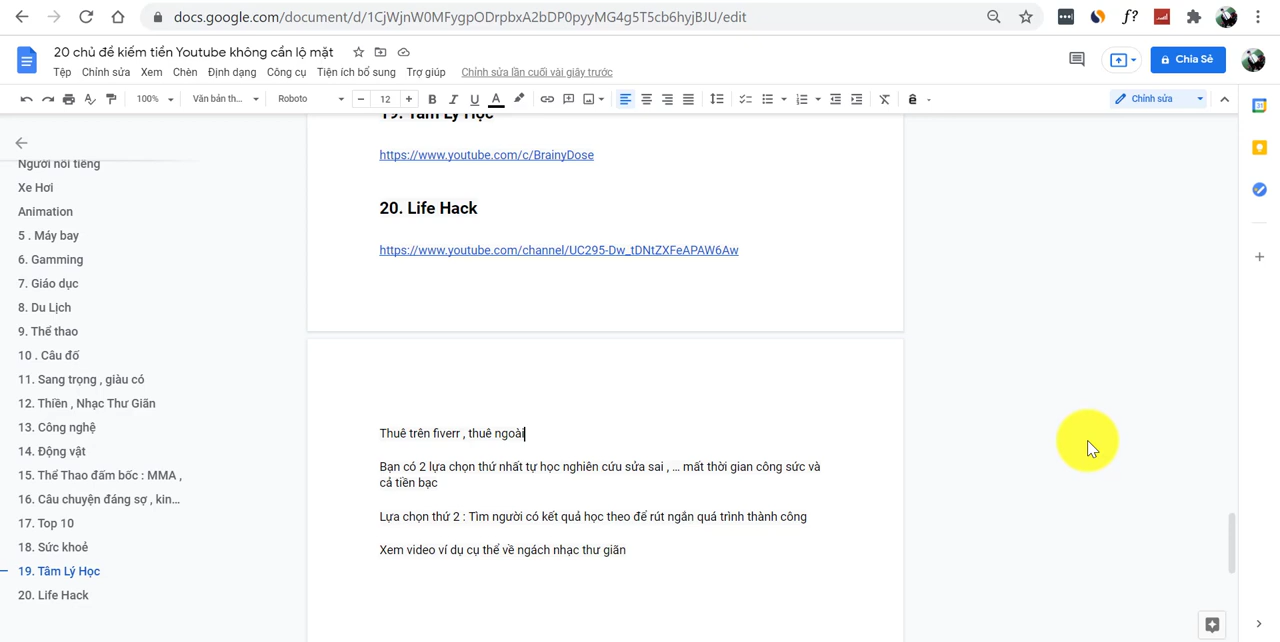 docs.google.com/document/d/1CjWjnW0MFygpODrpbxA2bDP0pyyMG4g5T5cb6hyjBJU/edit
f?
20 chủ đề kiếm tiền Youtube không cần lộ mặt
Tệp Chỉnh sửa Xem Chèn Định dạng Công cụ Tiện ích bổ sung Trợ giúp Chỉnh sửa lần cuối vài giây trước
Chia Sẻ
100% Văn bản th... Roboto − 12 + B I U A ê Chỉnh sửa
Người nổi tiếng
Xe Hơi
Animation
5 . Máy bay
6. Gamming
7. Giáo dục
8. Du Lịch
9. Thể thao
10 . Câu đố
11. Sang trọng , giàu có
12. Thiền , Nhạc Thư Giãn
13. Công nghệ
14. Động vật
15. Thể Thao đấm bốc : MMA ,
16. Câu chuyện đáng sợ , kin...
17. Top 10
18. Sức khoẻ
19. Tâm Lý Học
20. Life Hack
19. Tâm Lý Học
https://www.youtube.com/c/BrainyDose
20. Life Hack
https://www.youtube.com/channel/UC295-Dw_tDNtZXFeAPAW6Aw
Thuê trên fiverr , thuê ngoài
Bạn có 2 lựa chọn thứ nhất tự học nghiên cứu sửa sai , ... mất thời gian công sức và
cả tiền bạc
Lựa chọn thứ 2 : Tìm người có kết quả học theo để rút ngắn quá trình thành công
Xem video ví dụ cụ thể về ngách nhạc thư giãn
31